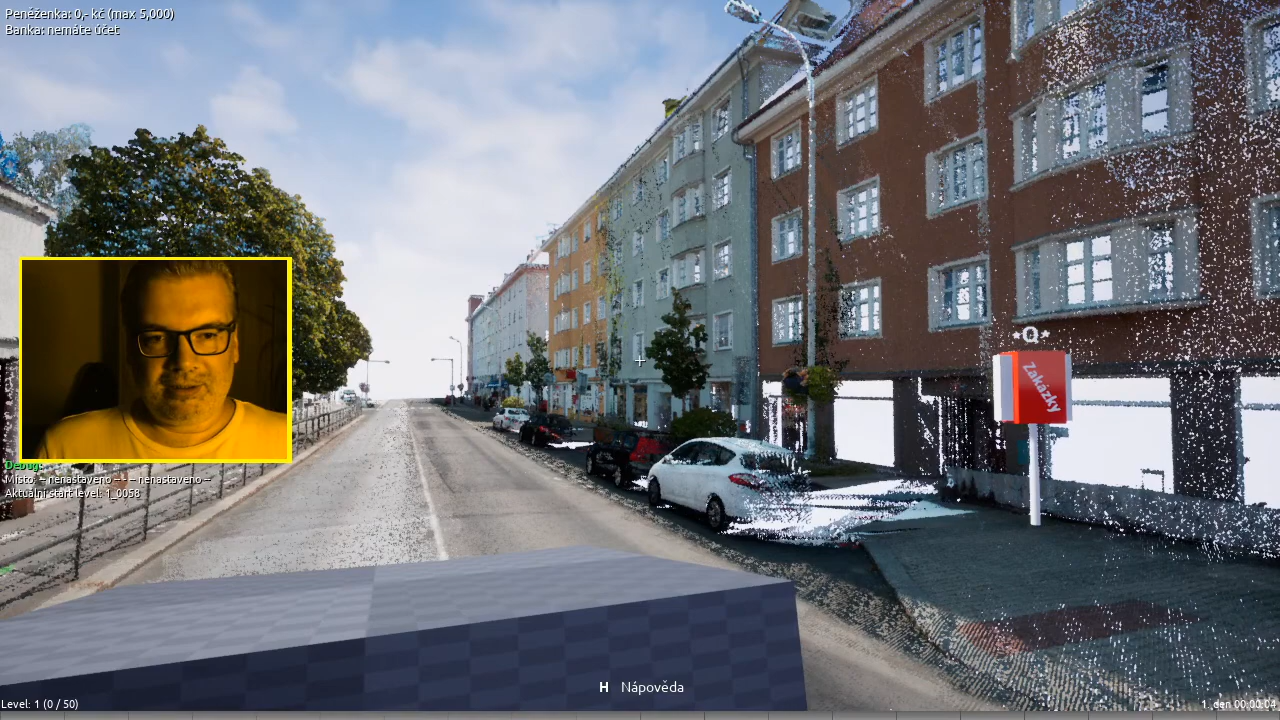 Peněženka: 0,- kč (max 5,000)
Banka: nemáte účet
*Q*
Zakázky
Debug:
Místo: -- nenastaveno -- -- nenastaveno --
Aktuální start level: 1_0058
H Nápověda
Level: 1 (0 / 50)
1. den 00:00:04